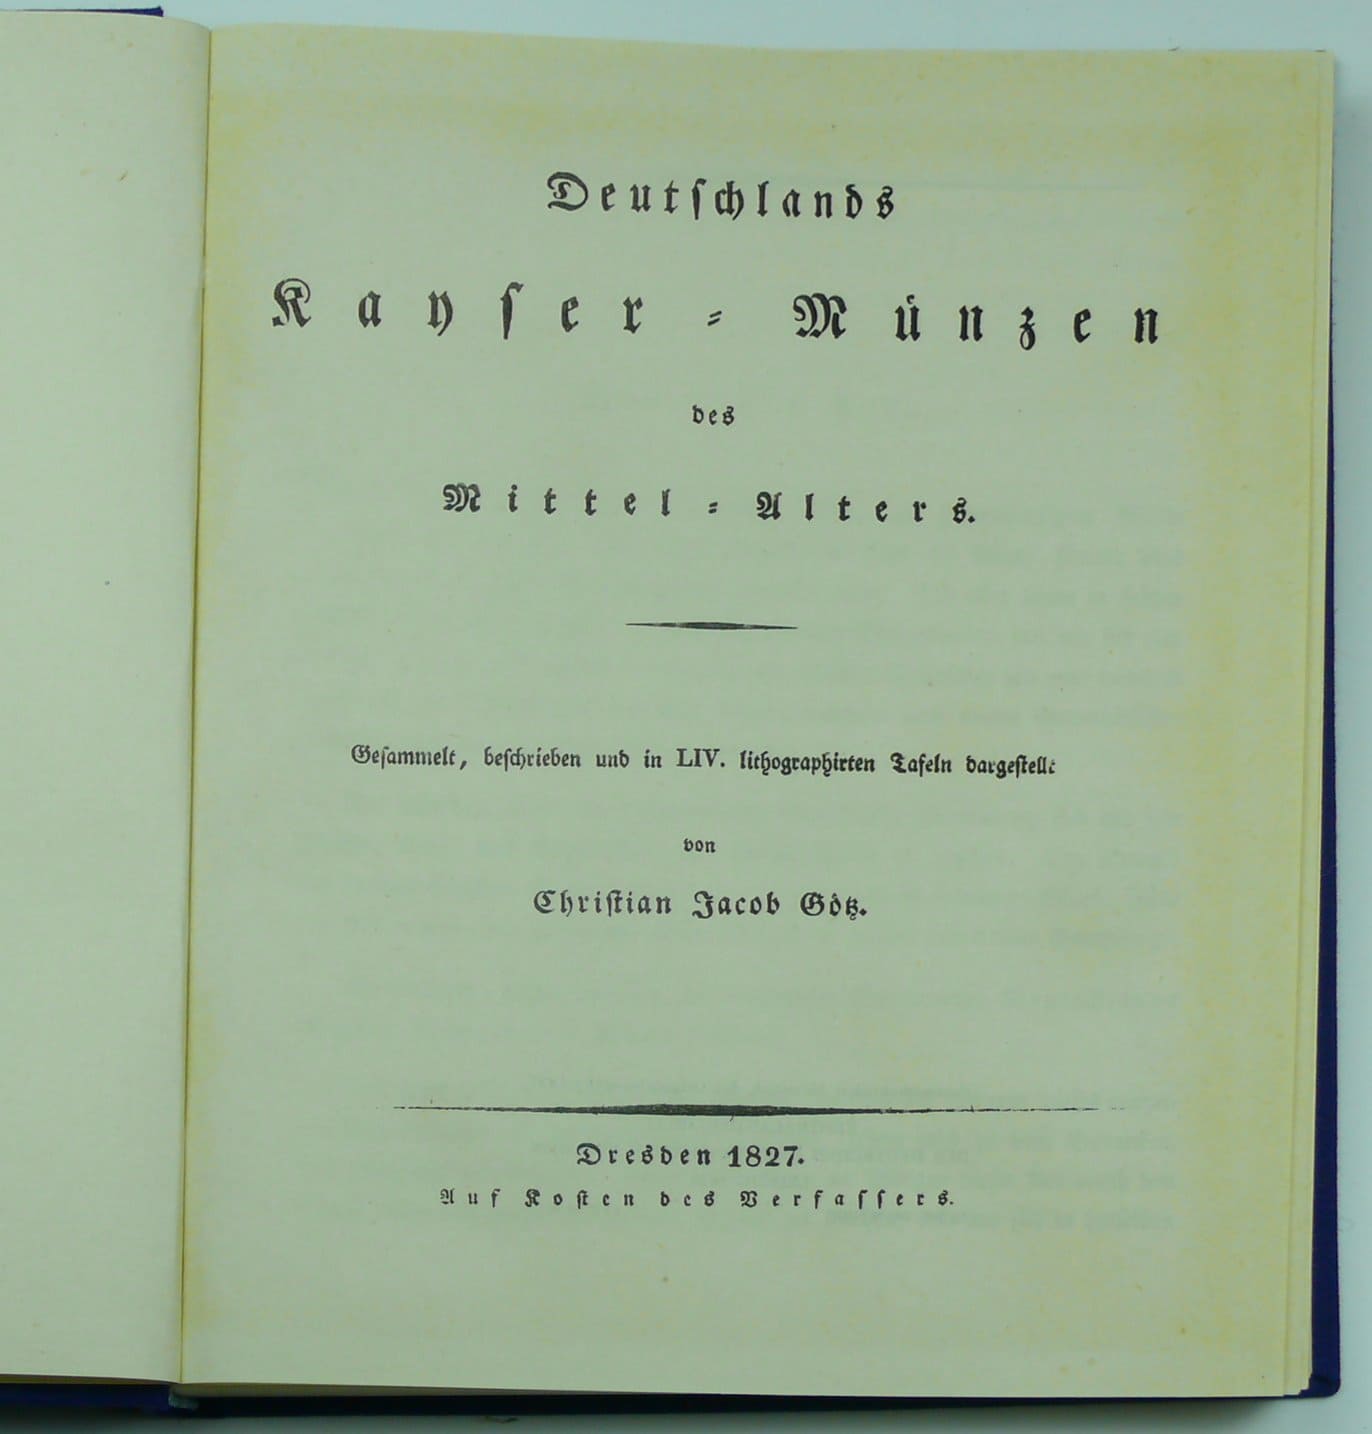 Deutſchlands
Kayſer-Münzen
des
Mittel-Alters.
Geſammelt, beſchrieben und in LIV. lithographirten Tafeln dargeſtellt
von
Chriſtian Jacob Götz.
Dresden 1827.
Auf Koſten des Verfaſſers.